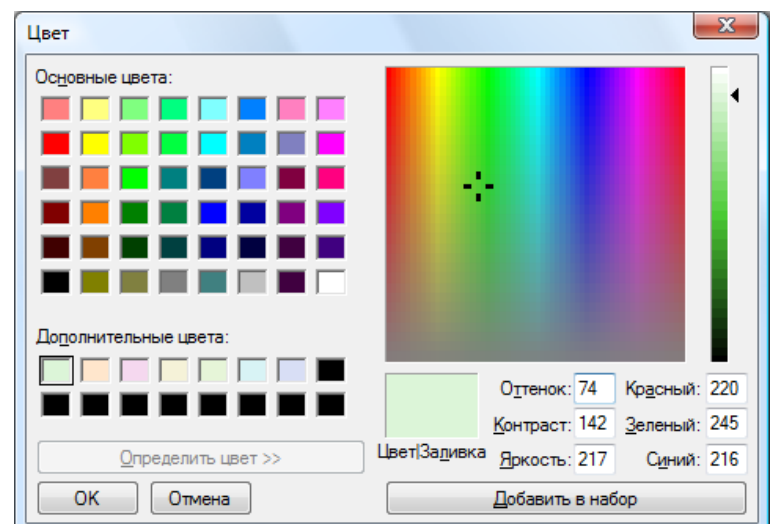 Цвет
Основные цвета:
Дополнительные цвета:
Определить цвет >>
ОК
Отмена
Цвет|Заливка
Оттенок: 74
Контраст: 142
Яркость: 217
Красный: 220
Зеленый: 245
Синий: 216
Добавить в набор